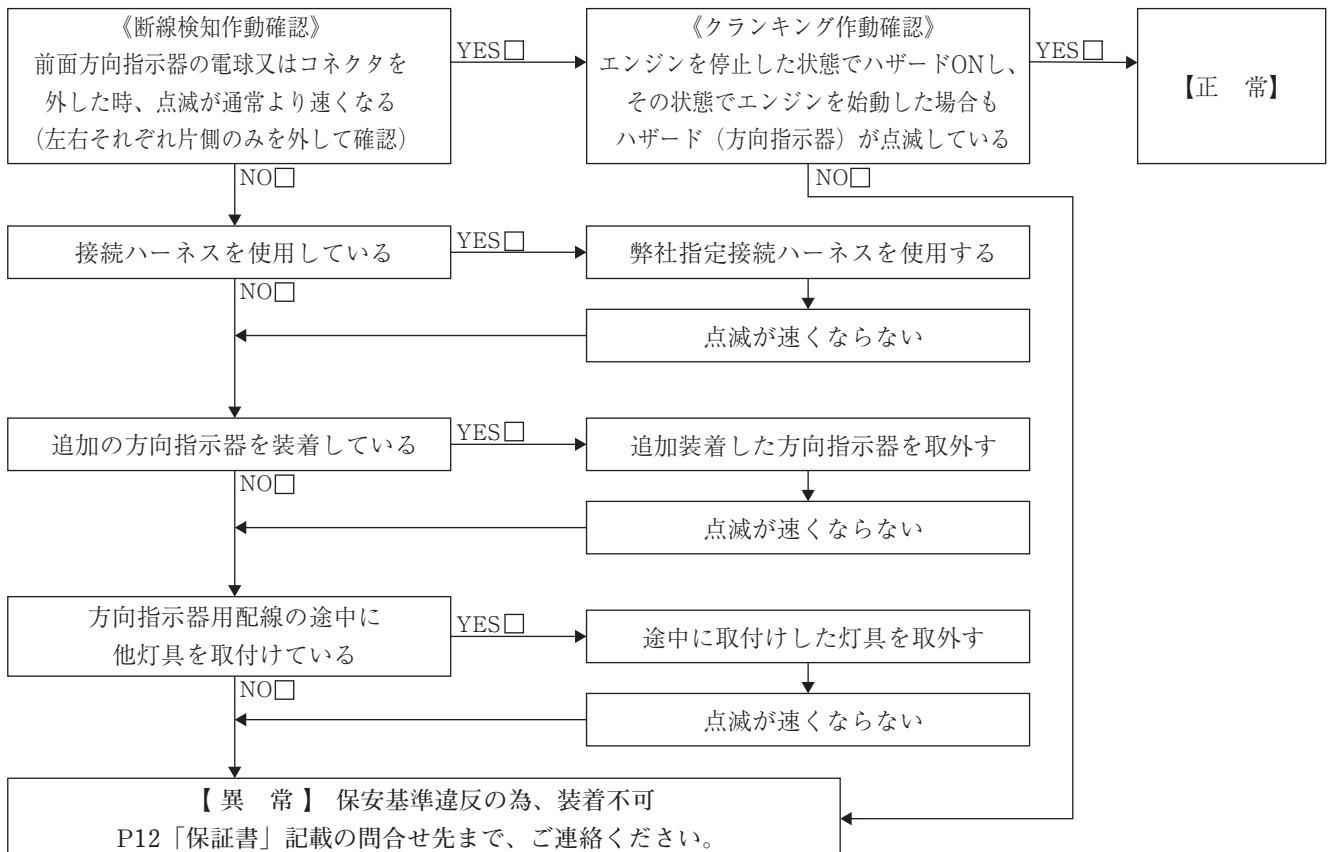 《断線検知作動確認》
前面方向指示器の電球又はコネクタを
外した時、点滅が通常より速くなる
(左右それぞれ片側のみを外して確認)
YES□
《クランキング作動確認》
エンジンを停止した状態でハザードONし、
その状態でエンジンを始動した場合も
ハザード(方向指示器)が点滅している
YES□
【正　常】
NO□
NO□
接続ハーネスを使用している
YES□
弊社指定接続ハーネスを使用する
NO□
点滅が速くならない
追加の方向指示器を装着している
YES□
追加装着した方向指示器を取外す
NO□
点滅が速くならない
方向指示器用配線の途中に
他灯具を取付けている
YES□
途中に取付けした灯具を取外す
NO□
点滅が速くならない
【 異　常 】 保安基準違反の為、装着不可
P12「保証書」記載の問合せ先まで、ご連絡ください。